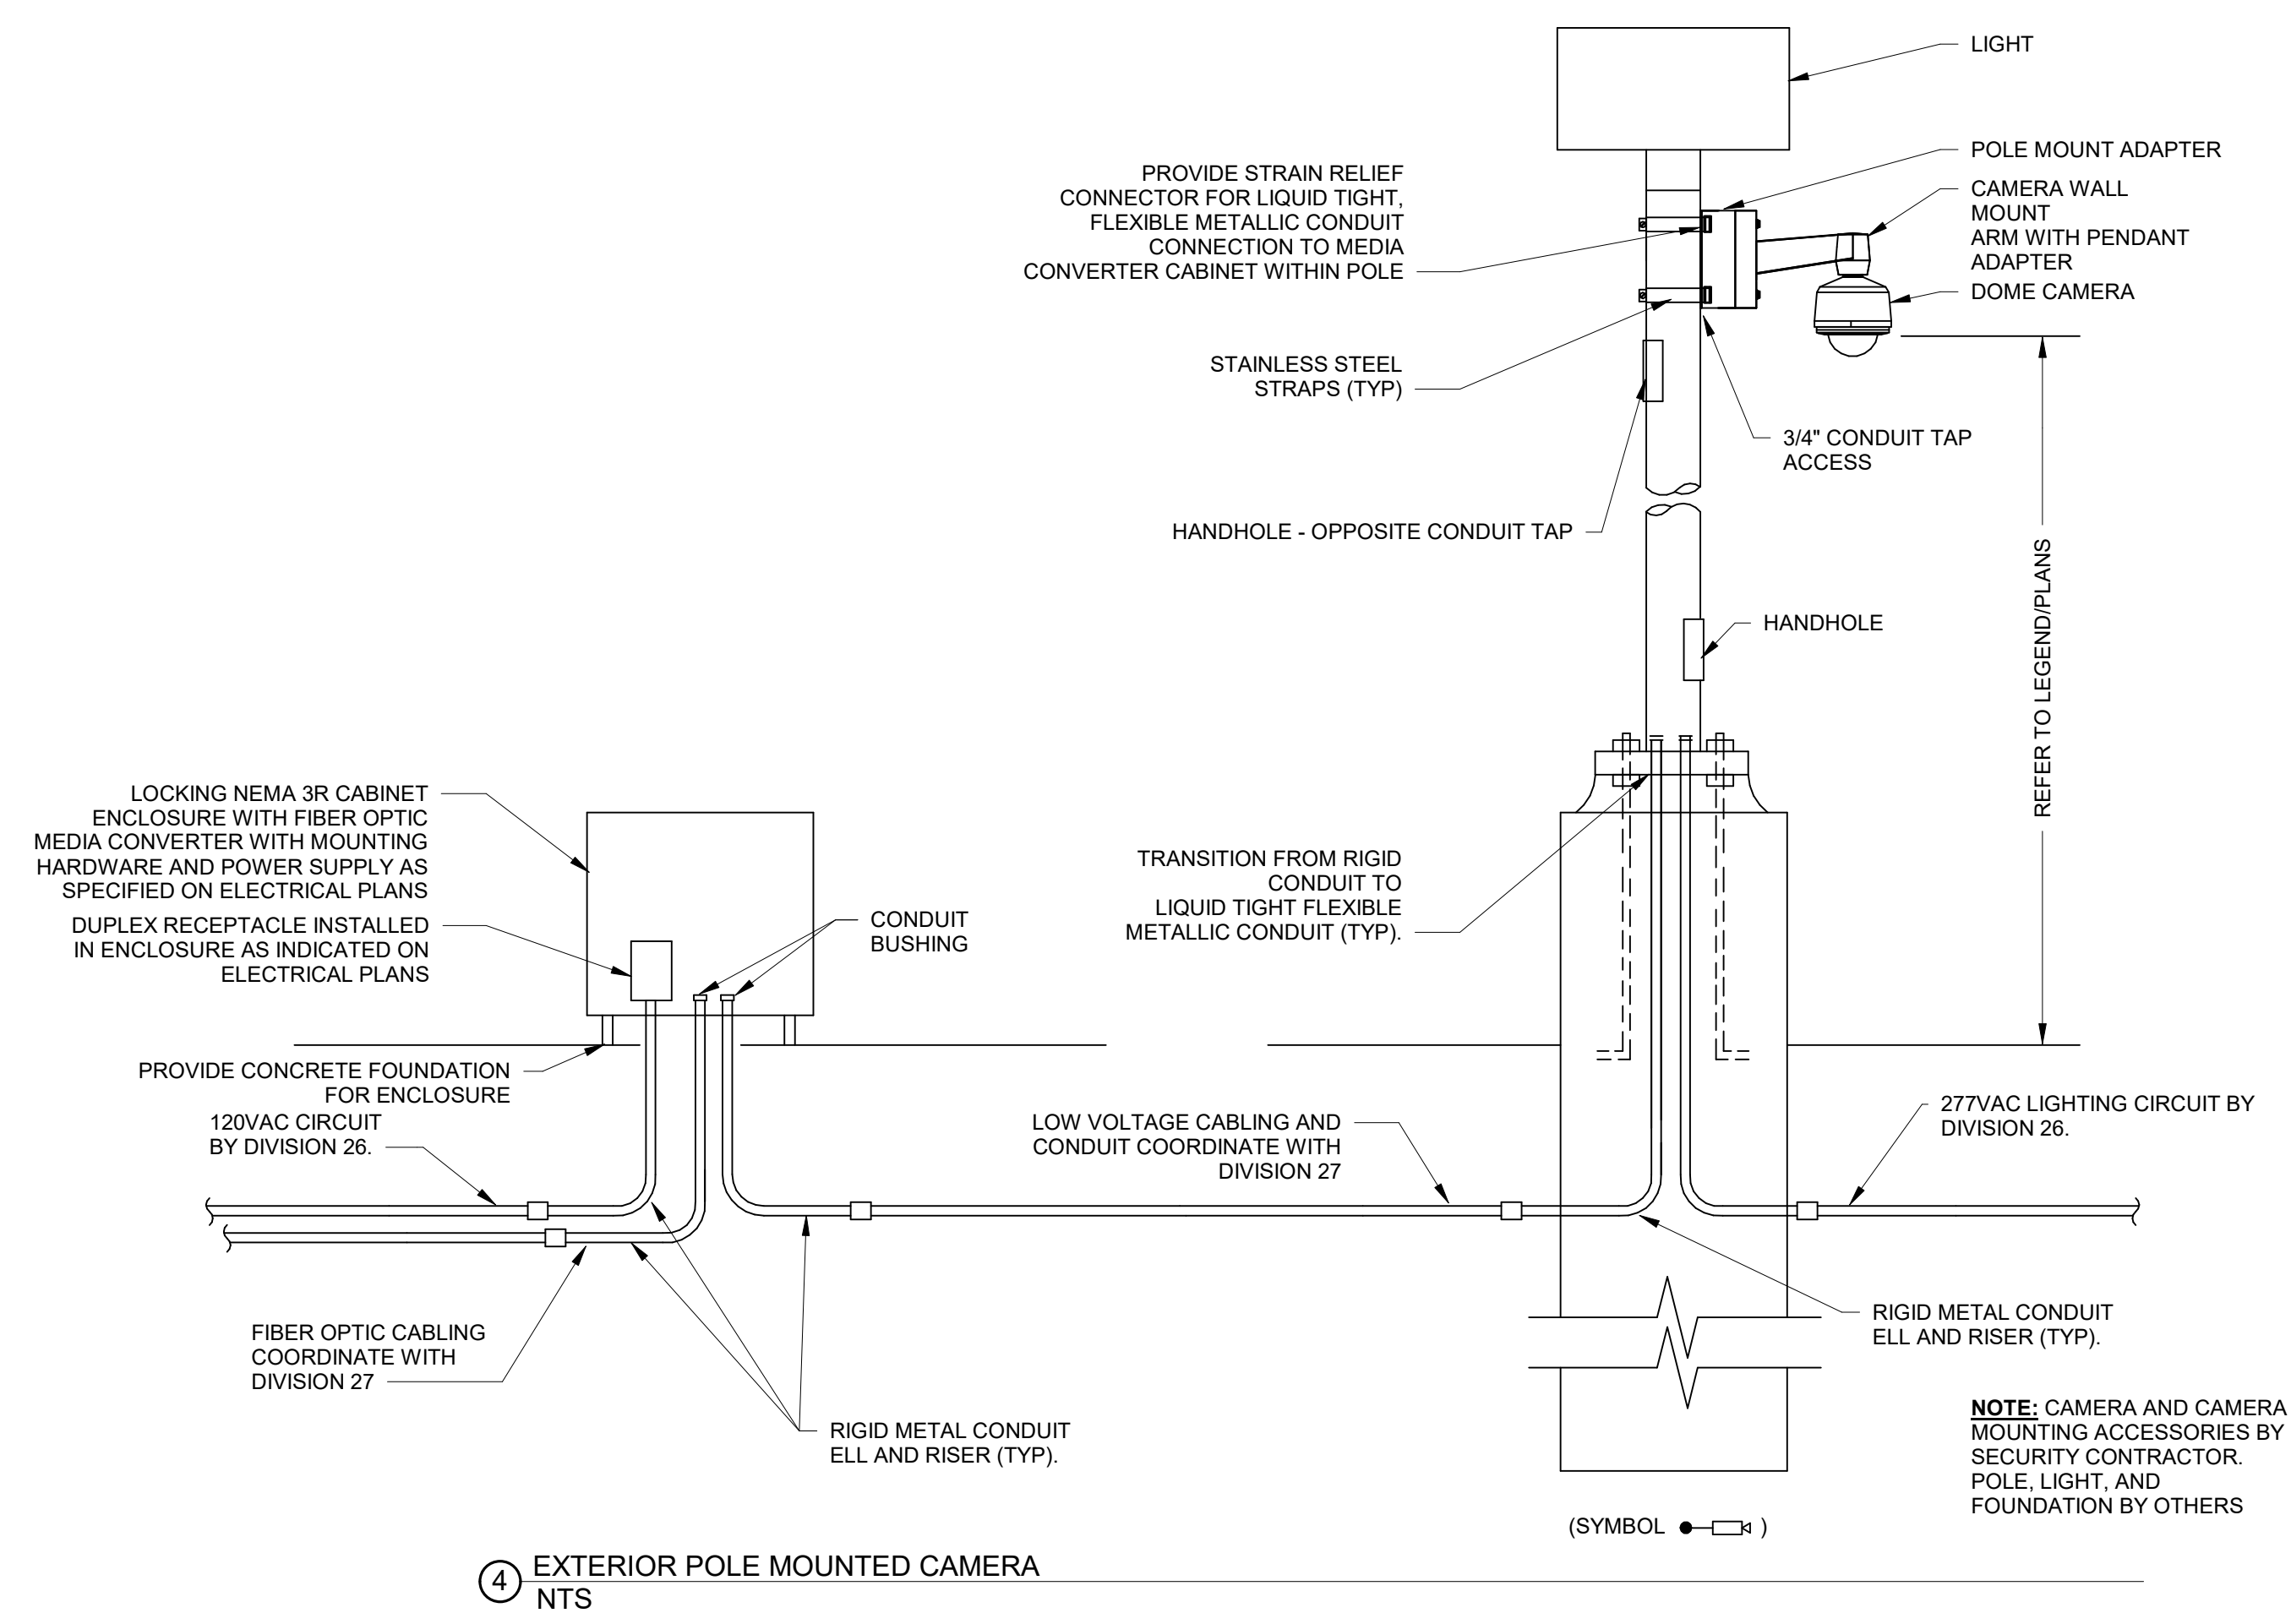 LIGHT
POLE MOUNT ADAPTER
CAMERA WALL
MOUNT
ARM WITH PENDANT
ADAPTER
DOME CAMERA
PROVIDE STRAIN RELIEF
CONNECTOR FOR LIQUID TIGHT,
FLEXIBLE METALLIC CONDUIT
CONNECTION TO MEDIA
CONVERTER CABINET WITHIN POLE
STAINLESS STEEL
STRAPS (TYP)
3/4" CONDUIT TAP
ACCESS
HANDHOLE - OPPOSITE CONDUIT TAP
HANDHOLE
REFER TO LEGEND/PLANS
LOCKING NEMA 3R CABINET
ENCLOSURE WITH FIBER OPTIC
MEDIA CONVERTER WITH MOUNTING
HARDWARE AND POWER SUPPLY AS
SPECIFIED ON ELECTRICAL PLANS
DUPLEX RECEPTACLE INSTALLED
IN ENCLOSURE AS INDICATED ON
ELECTRICAL PLANS
CONDUIT
BUSHING
TRANSITION FROM RIGID
CONDUIT TO
LIQUID TIGHT FLEXIBLE
METALLIC CONDUIT (TYP).
PROVIDE CONCRETE FOUNDATION
FOR ENCLOSURE
120VAC CIRCUIT
BY DIVISION 26.
LOW VOLTAGE CABLING AND
CONDUIT COORDINATE WITH
DIVISION 27
277VAC LIGHTING CIRCUIT BY
DIVISION 26.
FIBER OPTIC CABLING
COORDINATE WITH
DIVISION 27
RIGID METAL CONDUIT
ELL AND RISER (TYP).
RIGID METAL CONDUIT
ELL AND RISER (TYP).
NOTE: CAMERA AND CAMERA
MOUNTING ACCESSORIES BY
SECURITY CONTRACTOR.
POLE, LIGHT, AND
FOUNDATION BY OTHERS
(SYMBOL )
4 EXTERIOR POLE MOUNTED CAMERA
NTS